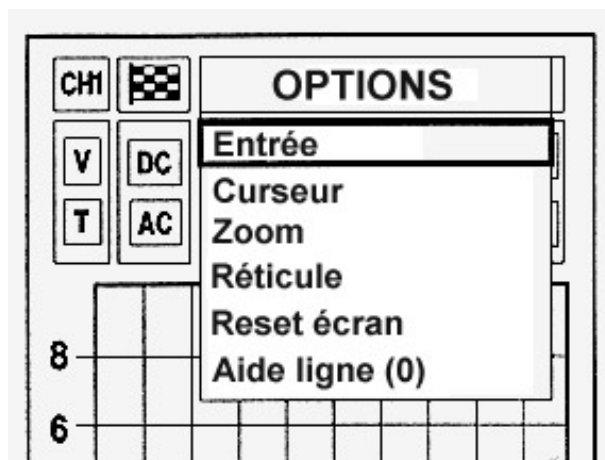 CH1 OPTIONS
V DC Entrée
Curseur
T AC Zoom
Réticule
Reset écran
8 Aide ligne (0)
6